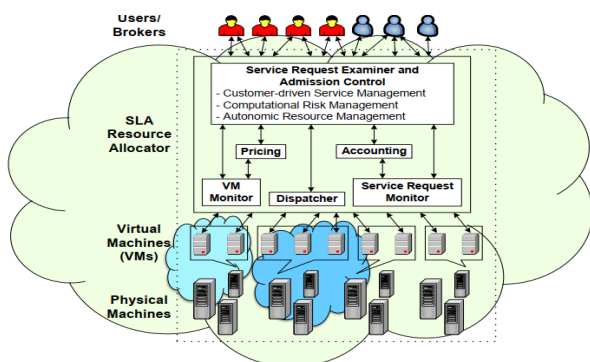 Users/
Brokers
Service Request Examiner and
Admission Control
- Customer-driven Service Management
- Computational Risk Management
- Autonomic Resource Management
SLA
Resource
Allocator
Pricing
Accounting
VM
Monitor
Dispatcher
Service Request
Monitor
Virtual
Machines
(VMs)
Physical
Machines